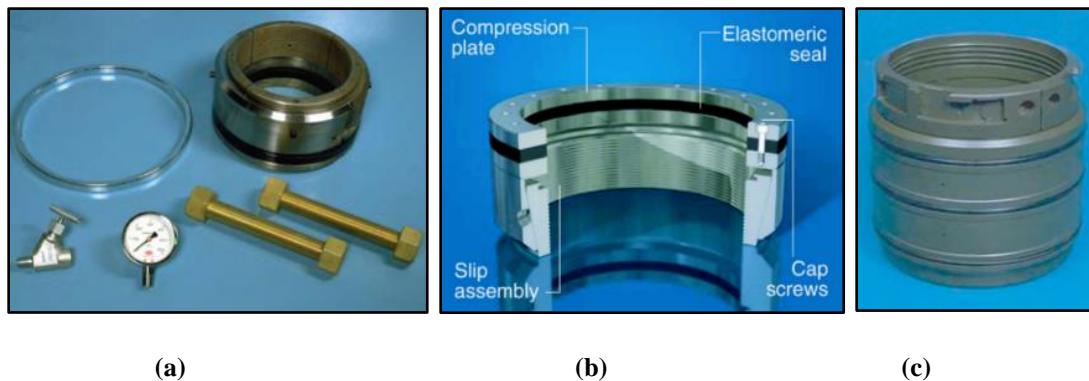 Compression
plate
Elastomeric
seal
Slip
assembly
Cap
screws
(a)
(b)
(c)